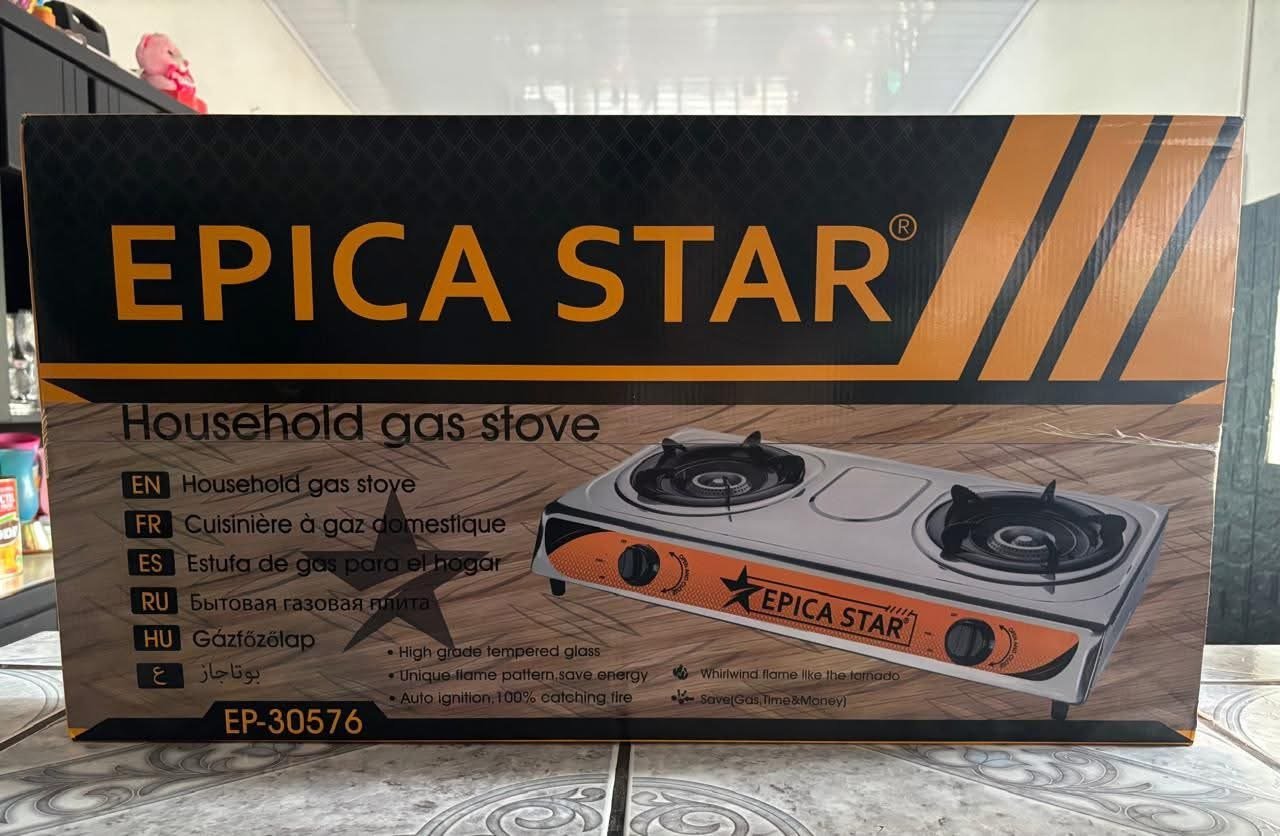 EPICA STAR®
Household gas stove
EN Household gas stove
FR Cuisinière à gaz domestique
ES Estufa de gas para el hogar
RU Бытовая газовая плита
HU Gázfőzőlap
ع بوتاجاز
• High grade tempered glass
• Unique flame pattern,save energy
• Auto ignition,100% catching fire
Whirlwind flame like the tornado
Save(Gas,Time&Money)
EPICA STAR
EP-30576